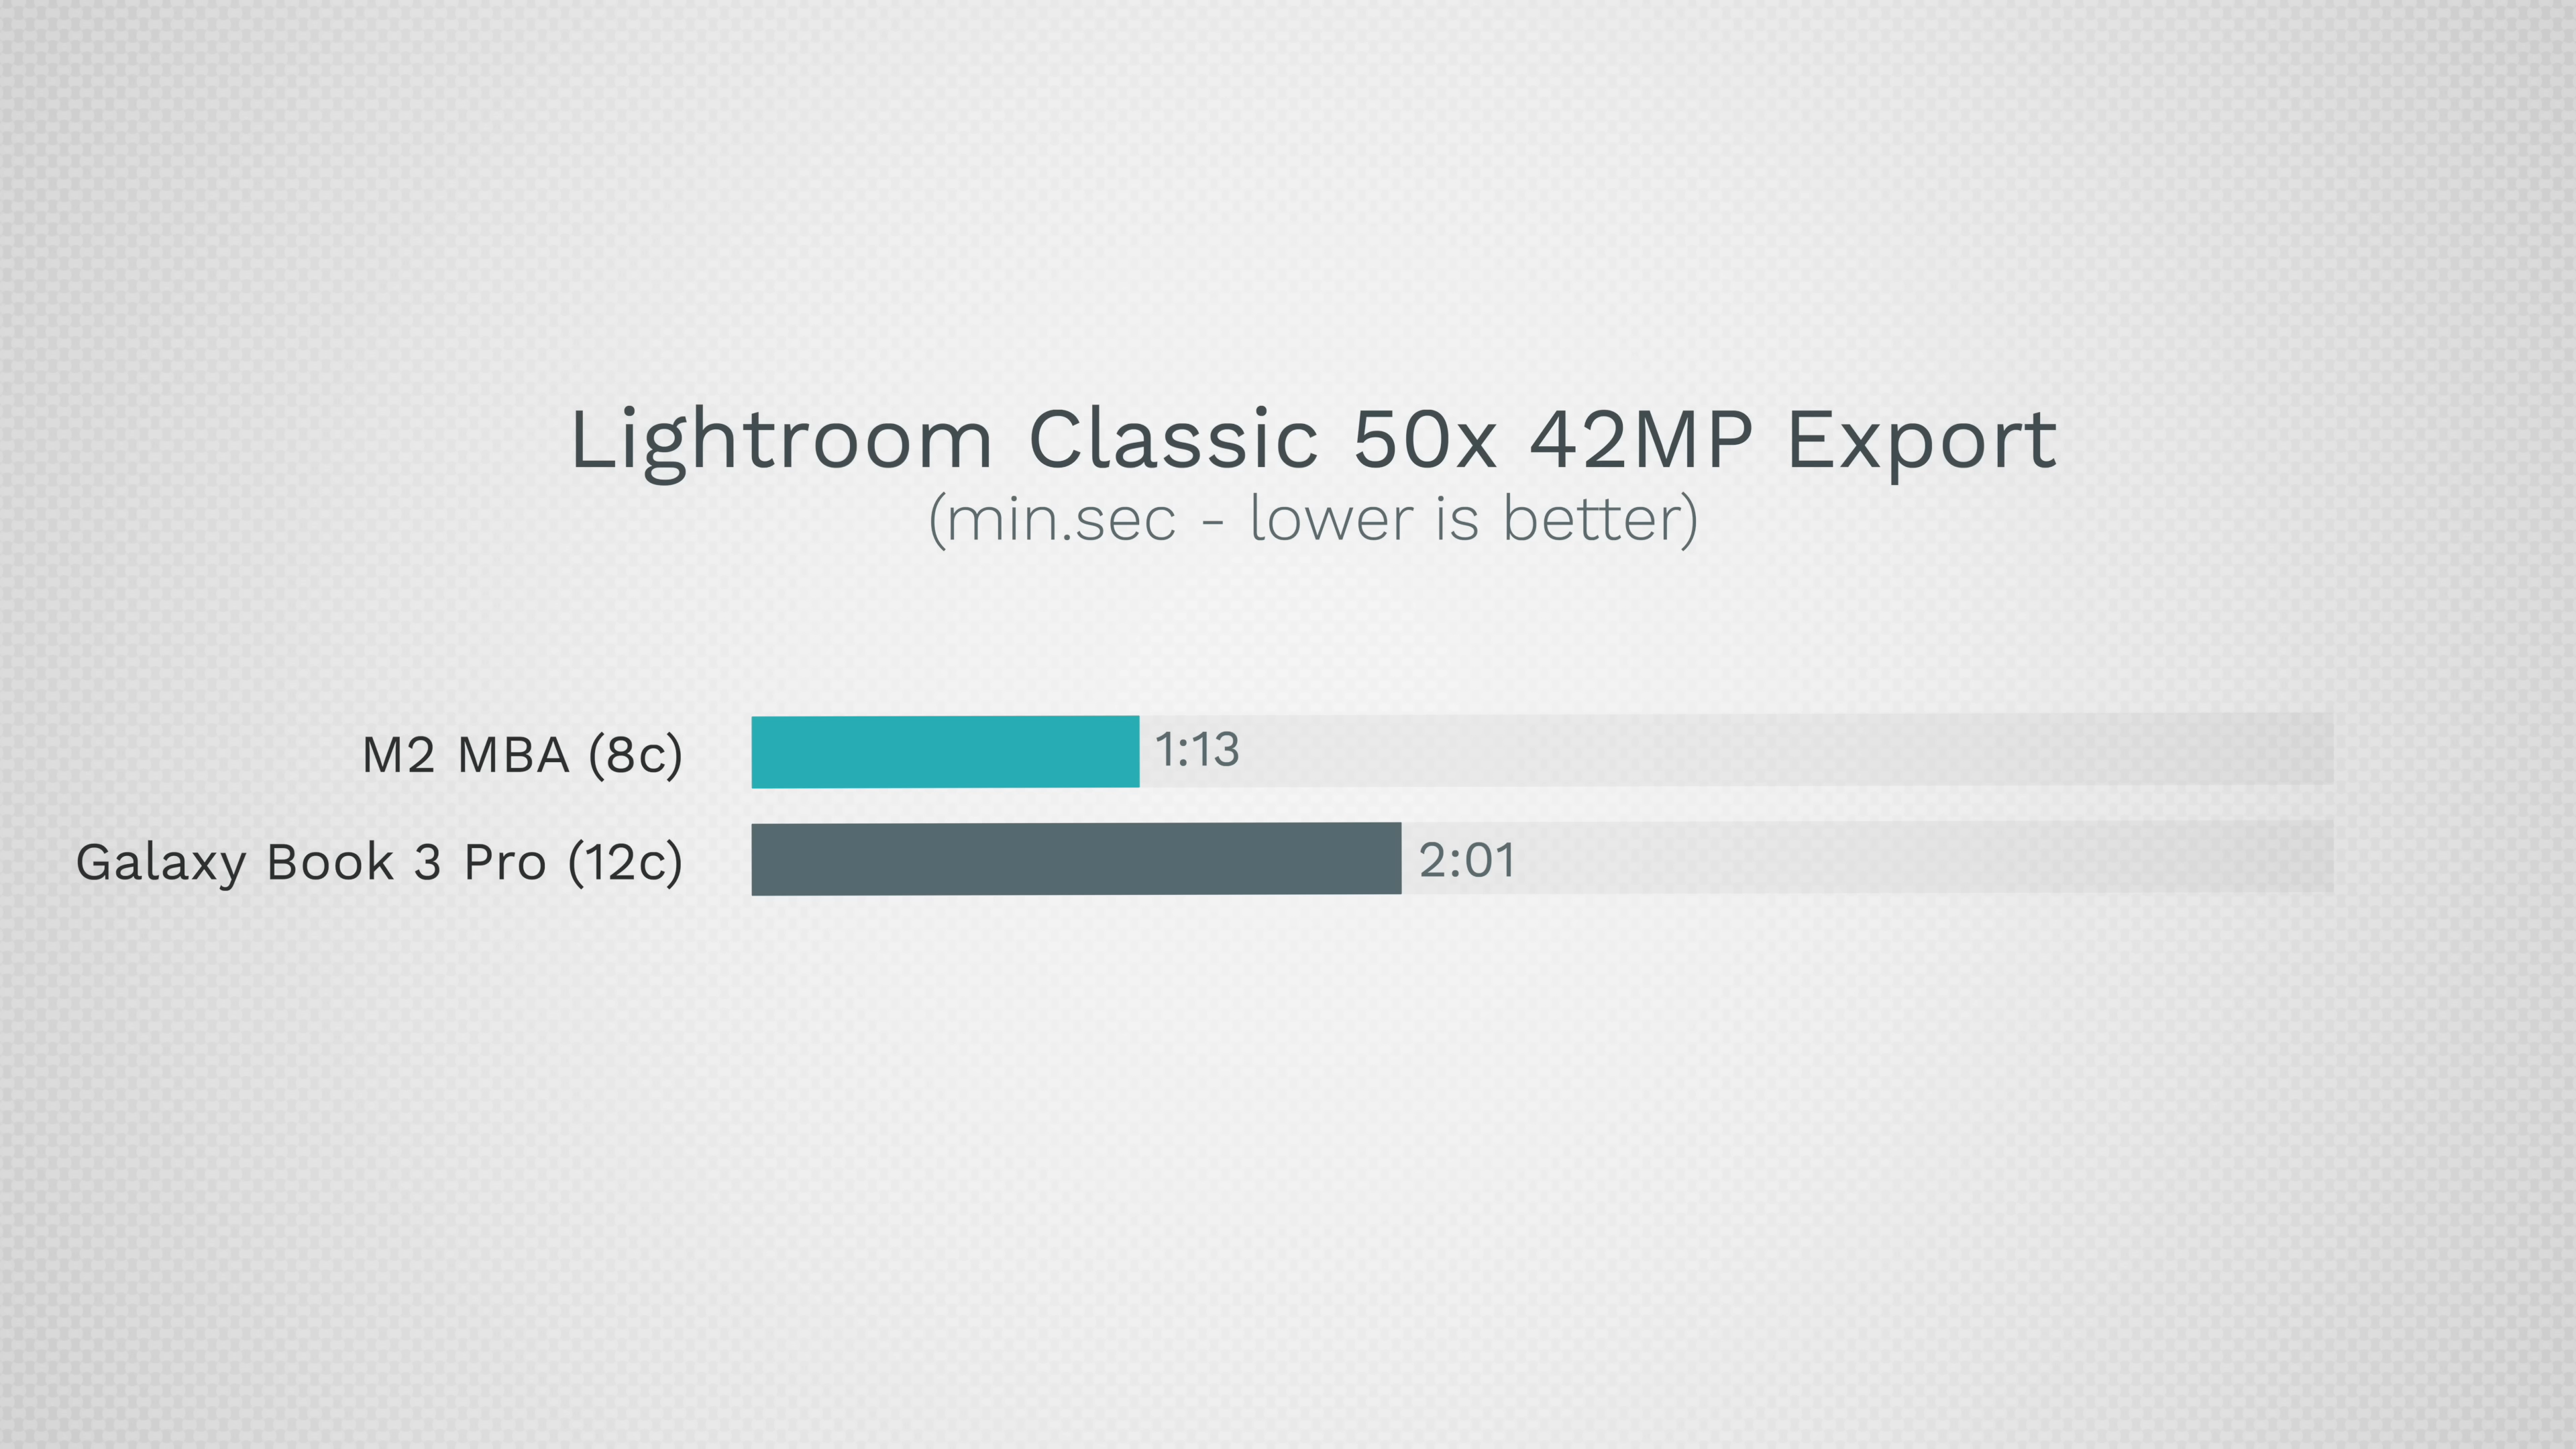 Lightroom Classic 50x 42MP Export
(min.sec - lower is better)
M2 MBA (8c) 1:13
Galaxy Book 3 Pro (12c) 2:01